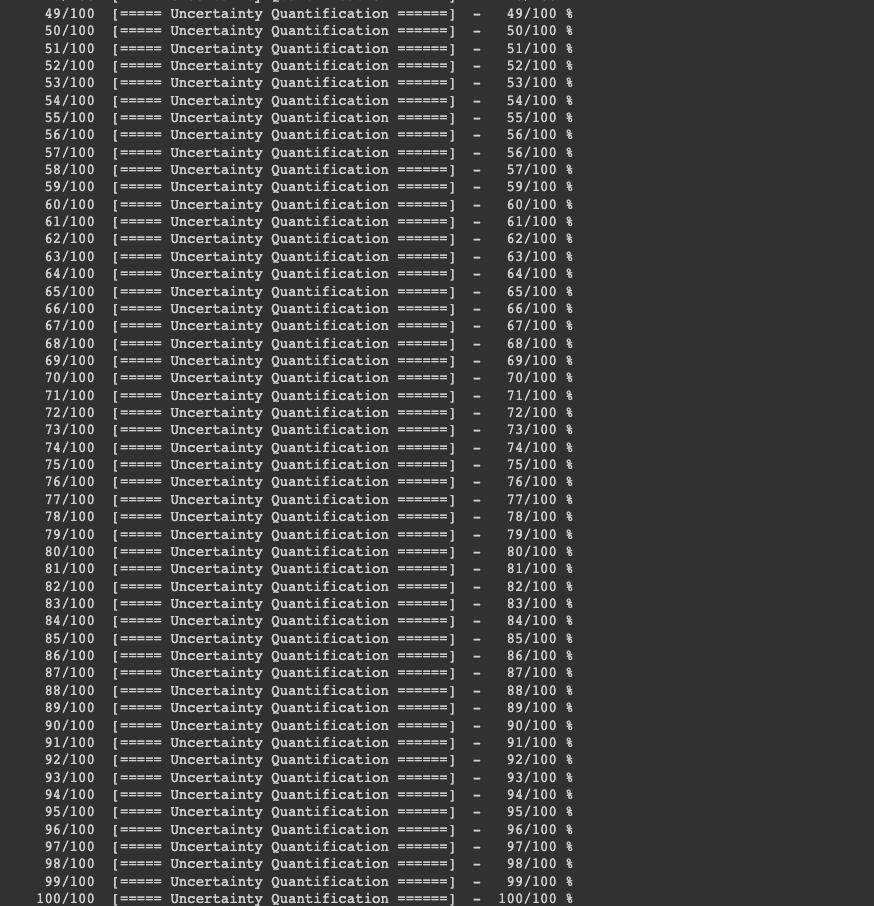 49/100 [===== Uncertainty Quantification ======] - 49/100 %
50/100 [===== Uncertainty Quantification ======] - 50/100 %
51/100 [===== Uncertainty Quantification ======] - 51/100 %
52/100 [===== Uncertainty Quantification ======] - 52/100 %
53/100 [===== Uncertainty Quantification ======] - 53/100 %
54/100 [===== Uncertainty Quantification ======] - 54/100 %
55/100 [===== Uncertainty Quantification ======] - 55/100 %
56/100 [===== Uncertainty Quantification ======] - 56/100 %
57/100 [===== Uncertainty Quantification ======] - 56/100 %
58/100 [===== Uncertainty Quantification ======] - 57/100 %
59/100 [===== Uncertainty Quantification ======] - 59/100 %
60/100 [===== Uncertainty Quantification ======] - 60/100 %
61/100 [===== Uncertainty Quantification ======] - 61/100 %
62/100 [===== Uncertainty Quantification ======] - 62/100 %
63/100 [===== Uncertainty Quantification ======] - 63/100 %
64/100 [===== Uncertainty Quantification ======] - 64/100 %
65/100 [===== Uncertainty Quantification ======] - 65/100 %
66/100 [===== Uncertainty Quantification ======] - 66/100 %
67/100 [===== Uncertainty Quantification ======] - 67/100 %
68/100 [===== Uncertainty Quantification ======] - 68/100 %
69/100 [===== Uncertainty Quantification ======] - 69/100 %
70/100 [===== Uncertainty Quantification ======] - 70/100 %
71/100 [===== Uncertainty Quantification ======] - 71/100 %
72/100 [===== Uncertainty Quantification ======] - 72/100 %
73/100 [===== Uncertainty Quantification ======] - 73/100 %
74/100 [===== Uncertainty Quantification ======] - 74/100 %
75/100 [===== Uncertainty Quantification ======] - 75/100 %
76/100 [===== Uncertainty Quantification ======] - 76/100 %
77/100 [===== Uncertainty Quantification ======] - 77/100 %
78/100 [===== Uncertainty Quantification ======] - 78/100 %
79/100 [===== Uncertainty Quantification ======] - 79/100 %
80/100 [===== Uncertainty Quantification ======] - 80/100 %
81/100 [===== Uncertainty Quantification ======] - 81/100 %
82/100 [===== Uncertainty Quantification ======] - 82/100 %
83/100 [===== Uncertainty Quantification ======] - 83/100 %
84/100 [===== Uncertainty Quantification ======] - 84/100 %
85/100 [===== Uncertainty Quantification ======] - 85/100 %
86/100 [===== Uncertainty Quantification ======] - 86/100 %
87/100 [===== Uncertainty Quantification ======] - 87/100 %
88/100 [===== Uncertainty Quantification ======] - 88/100 %
89/100 [===== Uncertainty Quantification ======] - 89/100 %
90/100 [===== Uncertainty Quantification ======] - 90/100 %
91/100 [===== Uncertainty Quantification ======] - 91/100 %
92/100 [===== Uncertainty Quantification ======] - 92/100 %
93/100 [===== Uncertainty Quantification ======] - 93/100 %
94/100 [===== Uncertainty Quantification ======] - 94/100 %
95/100 [===== Uncertainty Quantification ======] - 95/100 %
96/100 [===== Uncertainty Quantification ======] - 96/100 %
97/100 [===== Uncertainty Quantification ======] - 97/100 %
98/100 [===== Uncertainty Quantification ======] - 98/100 %
99/100 [===== Uncertainty Quantification ======] - 99/100 %
100/100 [===== Uncertainty Quantification ======] - 100/100 %